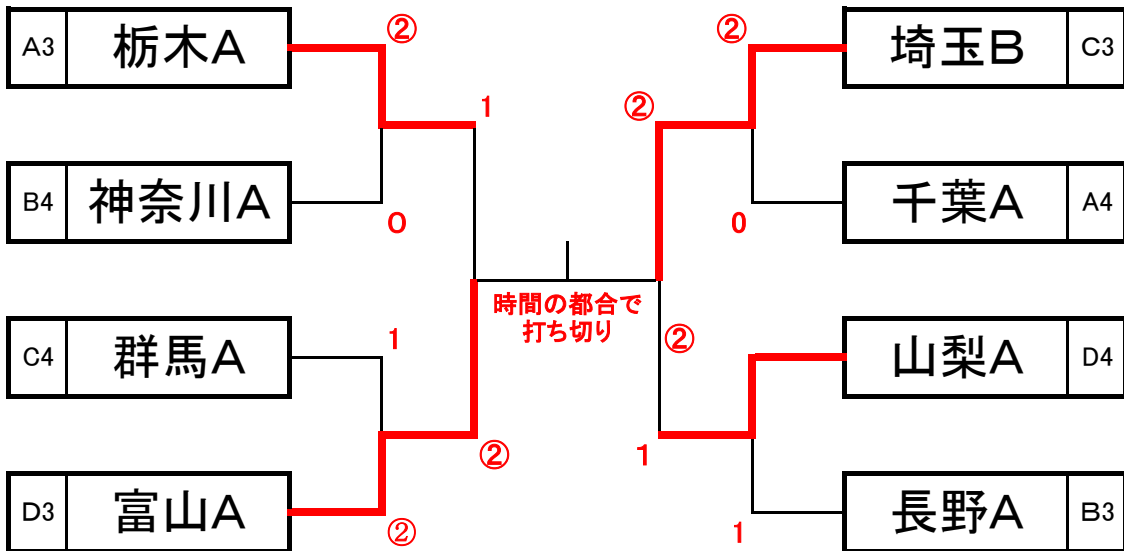 A3 栃木A ② ② 埼玉B C3
1 ②
B4 神奈川A 0 0 千葉A A4
時間の都合で
打ち切り
C4 群馬A 1 ② 山梨A D4
② 1
D3 富山A ② 1 長野A B3